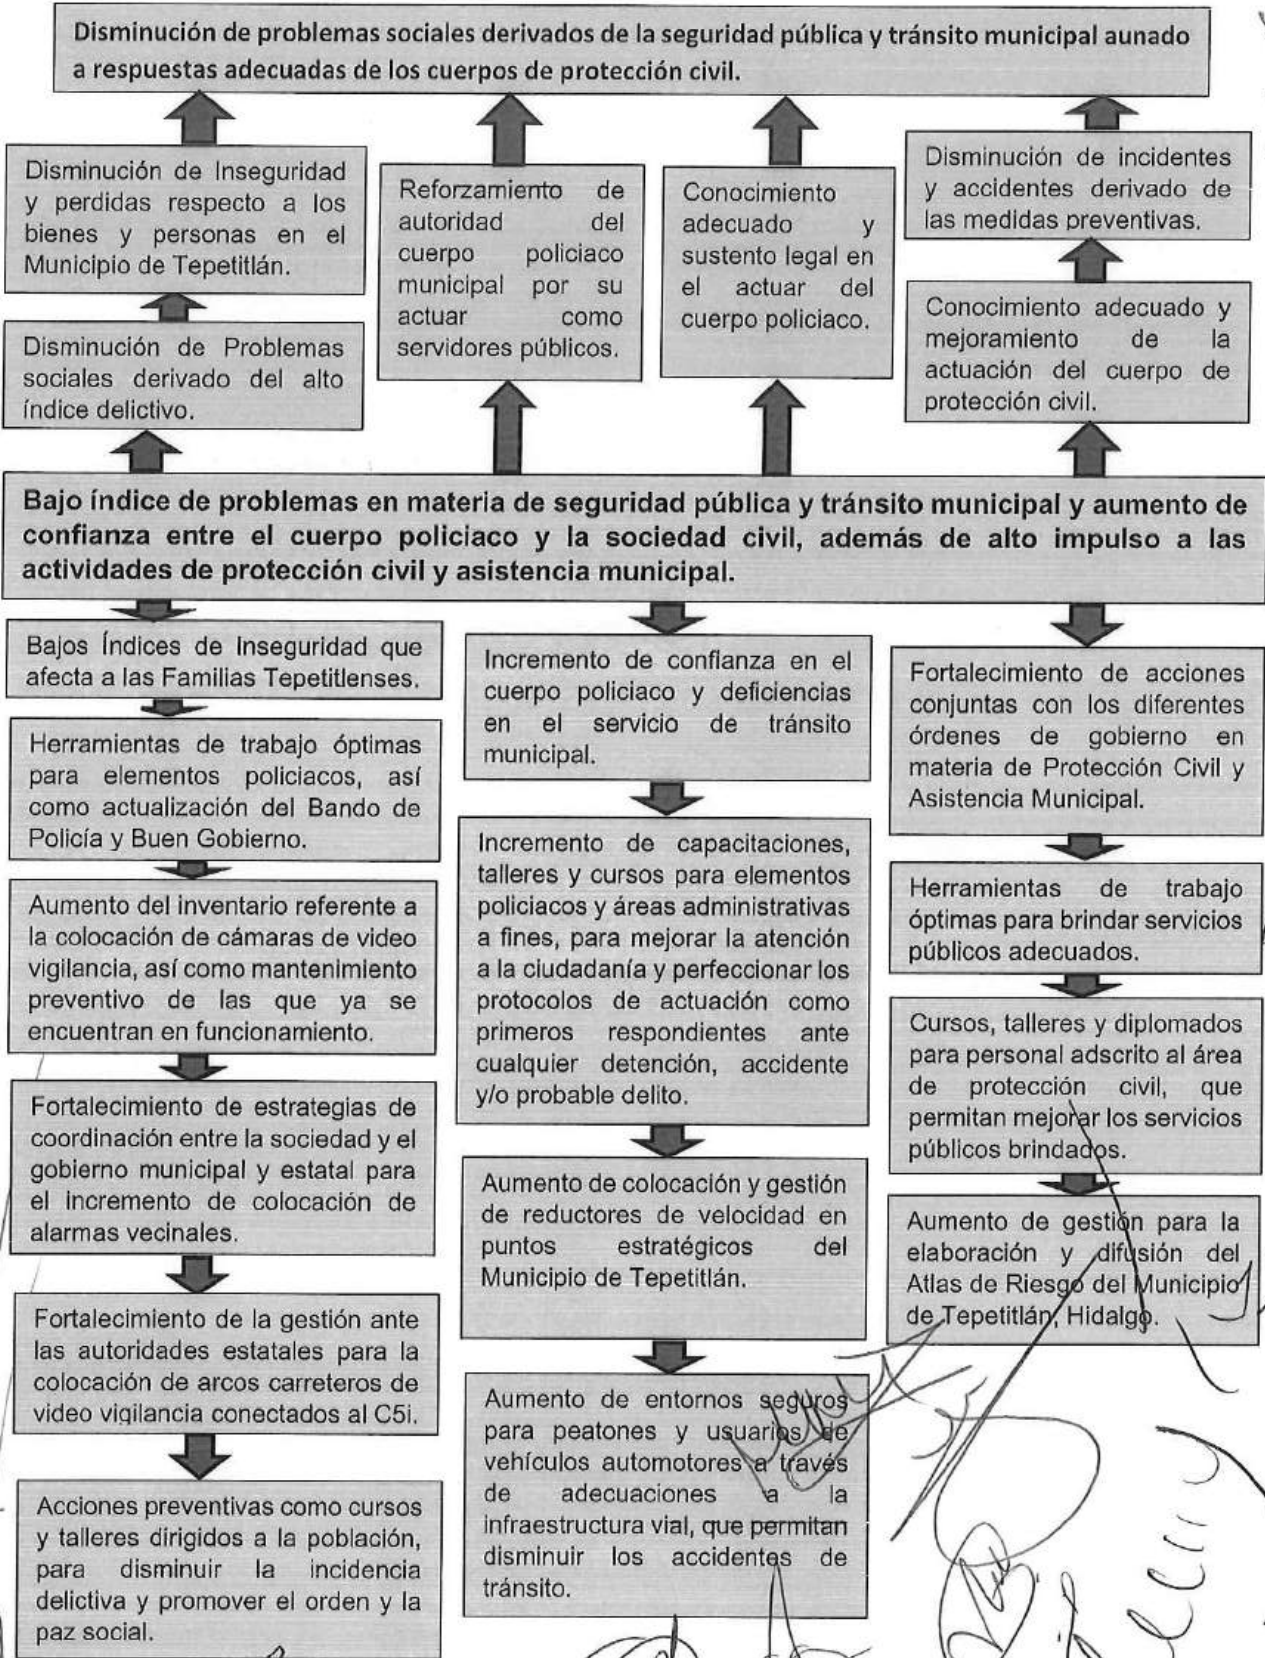 Disminución de problemas sociales derivados de la seguridad pública y tránsito municipal aunado
a respuestas adecuadas de los cuerpos de protección civil.
Disminución de Inseguridad
y perdidas respecto a los
bienes y personas en el
Municipio de Tepetitlán.
Disminución de Problemas
sociales derivado del alto
índice delictivo.
Reforzamiento de
autoridad del
cuerpo policiaco
municipal por su
actuar como
servidores públicos.
Conocimiento
adecuado y
sustento legal en
el actuar del
cuerpo policiaco.
Disminución de incidentes
y accidentes derivado de
las medidas preventivas.
Conocimiento adecuado y
mejoramiento de la
actuación del cuerpo de
protección civil.
Bajo índice de problemas en materia de seguridad pública y tránsito municipal y aumento de
confianza entre el cuerpo policiaco y la sociedad civil, además de alto impulso a las
actividades de protección civil y asistencia municipal.
Bajos Índices de Inseguridad que
afecta a las Familias Tepetitlenses.
Herramientas de trabajo óptimas
para elementos policiacos, así
como actualización del Bando de
Policía y Buen Gobierno.
Aumento del inventario referente a
la colocación de cámaras de video
vigilancia, así como mantenimiento
preventivo de las que ya se
encuentran en funcionamiento.
Fortalecimiento de estrategias de
coordinación entre la sociedad y el
gobierno municipal y estatal para
el incremento de colocación de
alarmas vecinales.
Fortalecimiento de la gestión ante
las autoridades estatales para la
colocación de arcos carreteros de
video vigilancia conectados al C5i.
Acciones preventivas como cursos
y talleres dirigidos a la población,
para disminuir la incidencia
delictiva y promover el orden y la
paz social.
Incremento de confianza en el
cuerpo policiaco y deficiencias
en el servicio de tránsito
municipal.
Incremento de capacitaciones,
talleres y cursos para elementos
policiacos y áreas administrativas
a fines, para mejorar la atención
a la ciudadanía y perfeccionar los
protocolos de actuación como
primeros respondientes ante
cualquier detención, accidente
y/o probable delito.
Aumento de colocación y gestión
de reductores de velocidad en
puntos estratégicos del
Municipio de Tepetitlán.
Aumento de entornos seguros
para peatones y usuarios de
vehículos automotores a través
de adecuaciones a la
infraestructura vial, que permitan
disminuir los accidentes de
tránsito.
Fortalecimiento de acciones
conjuntas con los diferentes
órdenes de gobierno en
materia de Protección Civil y
Asistencia Municipal.
Herramientas de trabajo
óptimas para brindar servicios
públicos adecuados.
Cursos, talleres y diplomados
para personal adscrito al área
de protección civil, que
permitan mejorar los servicios
públicos brindados.
Aumento de gestión para la
elaboración y difusión del
Atlas de Riesgo del Municipio
de Tepetitlán, Hidalgo.